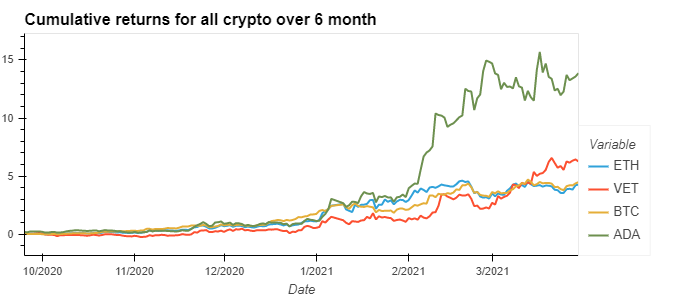 Cumulative returns for all crypto over 6 month
15
10
5
0
10/2020 11/2020 12/2020 1/2021 2/2021 3/2021
Date
Variable
ETH
VET
BTC
ADA